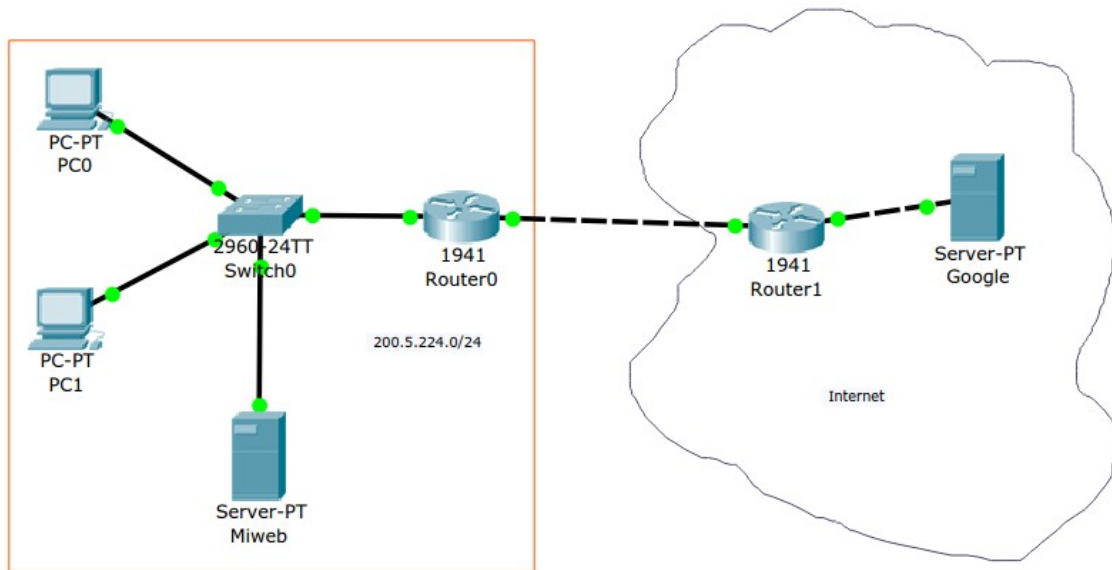 PC-PT
PC0
2960-24TT
Switch0
1941
Router0
PC-PT
PC1
200.5.224.0/24
Server-PT
Miweb
1941
Router1
Server-PT
Google
Internet